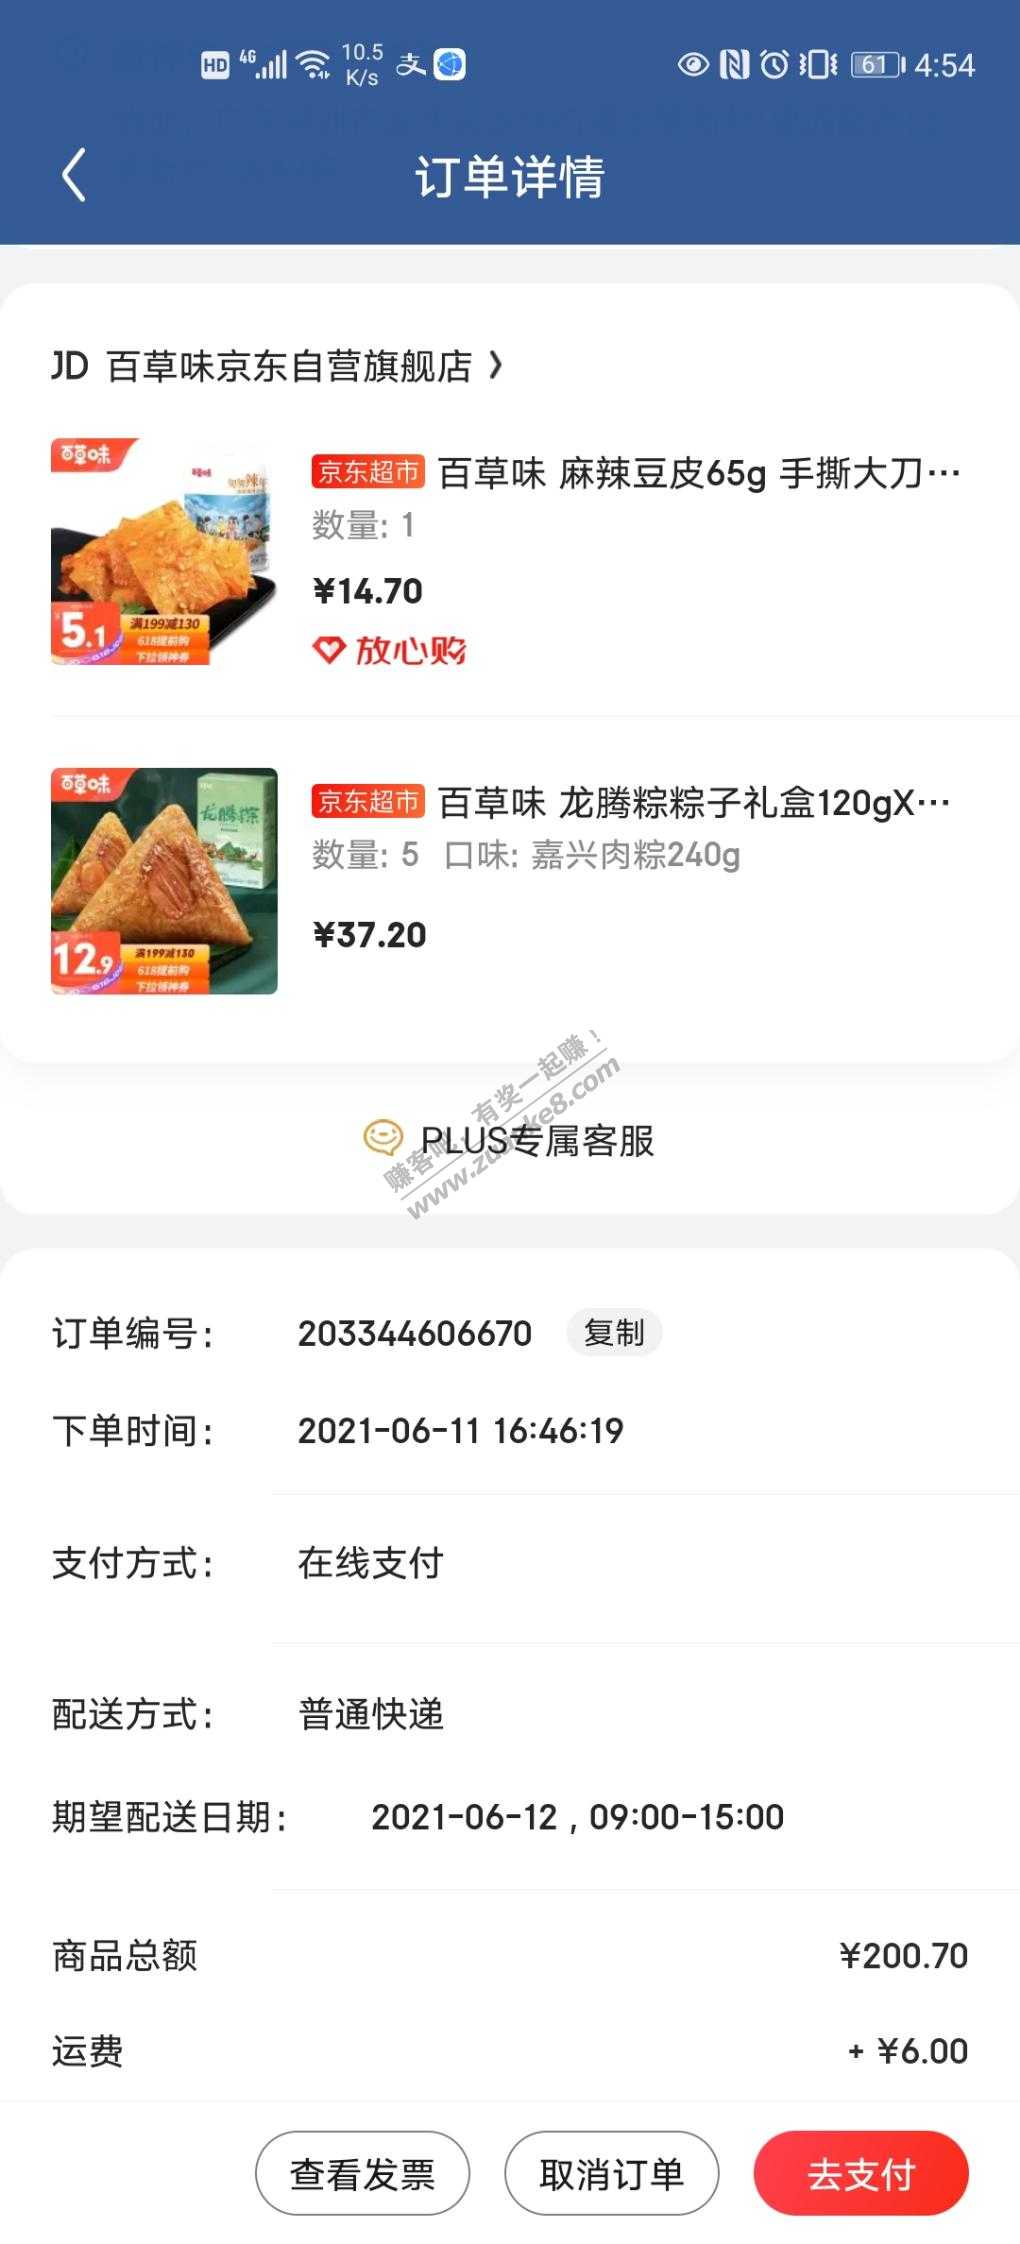 HD 4G 10.5 K/s 支 61 4:54
订单详情
JD 百草味京东自营旗舰店 》
百草味
京东超市 百草味 麻辣豆皮65g 手撕大刀…
数量: 1
¥14.70
5.1
满199减130
618提前购
下拉领神券
放心购
百草味
龙腾粽
京东超市 百草味 龙腾粽粽子礼盒120gX…
数量: 5 口味: 嘉兴肉粽240g
¥37.20
12.9
满199减130
618提前购
下拉领神券
赚客吧，有奖一起赚！
www.zuanke8.com
PLUS专属客服
订单编号: 203344606670 复制
下单时间: 2021-06-11 16:46:19
支付方式: 在线支付
配送方式: 普通快递
期望配送日期: 2021-06-12 , 09:00-15:00
商品总额 ¥200.70
运费 + ¥6.00
查看发票 取消订单 去支付